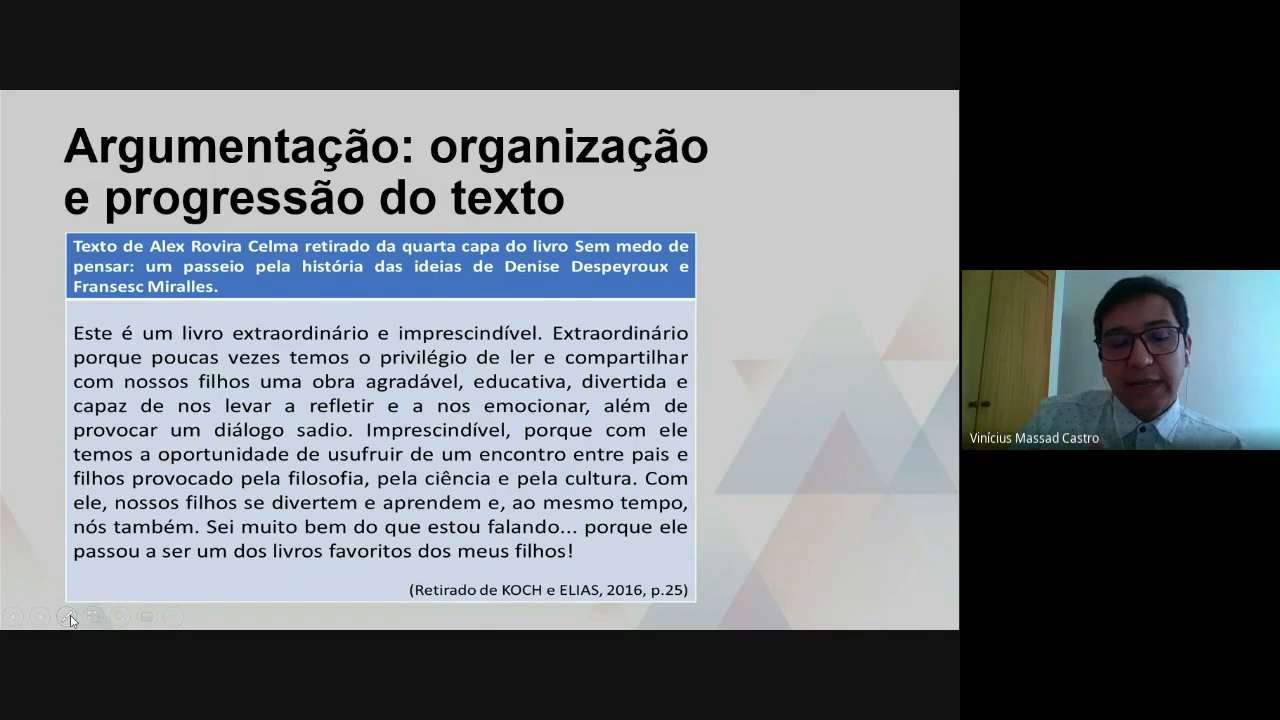 Argumentação: organização
e progressão do texto
Texto de Alex Rovira Celma retirado da quarta capa do livro Sem medo de
pensar: um passeio pela história das ideias de Denise Despeyroux e
Fransesc Miralles.
Este é um livro extraordinário e imprescindível. Extraordinário
porque poucas vezes temos o privilégio de ler e compartilhar
com nossos filhos uma obra agradável, educativa, divertida e
capaz de nos levar a refletir e a nos emocionar, além de
provocar um diálogo sadio. Imprescindível, porque com ele
temos a oportunidade de usufruir de um encontro entre pais e
filhos provocado pela filosofia, pela ciência e pela cultura. Com
ele, nossos filhos se divertem e aprendem e, ao mesmo tempo,
nós também. Sei muito bem do que estou falando... porque ele
passou a ser um dos livros favoritos dos meus filhos!
(Retirado de KOCH e ELIAS, 2016, p.25)
Vinícius Massad Castro